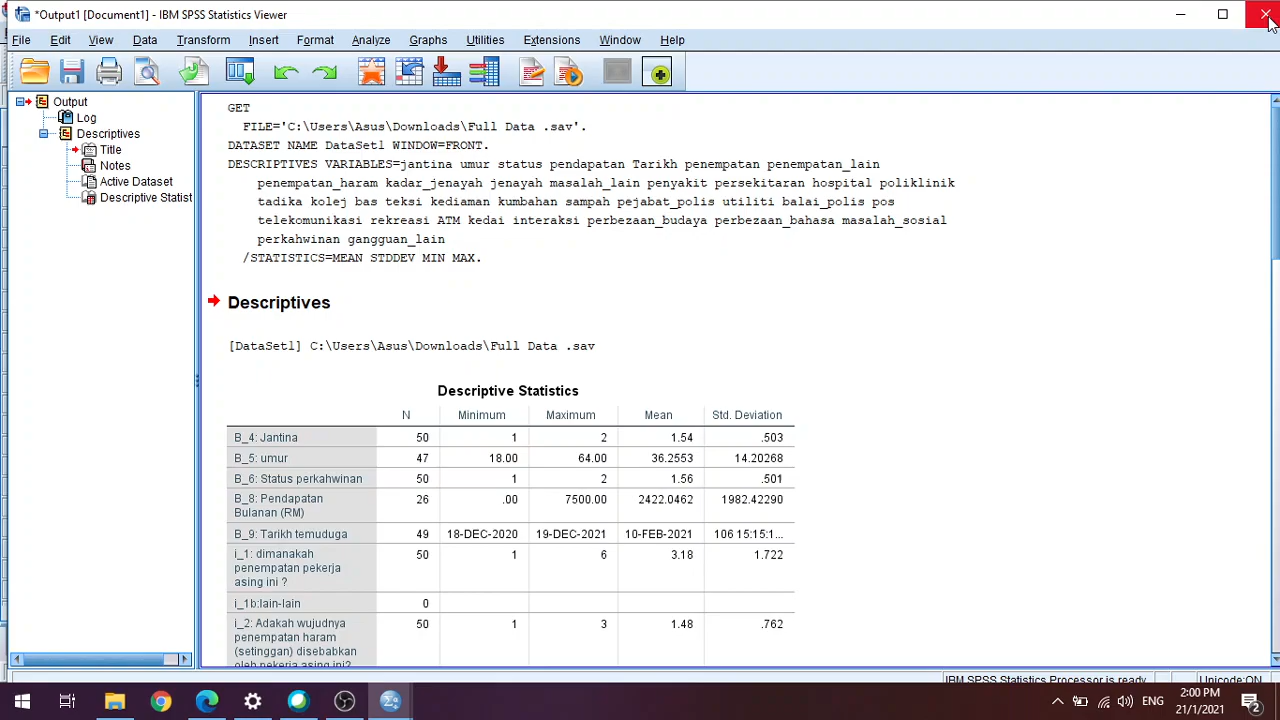 *Output1 [Document1] - IBM SPSS Statistics Viewer
File Edit View Data Transform Insert Format Analyze Graphs Utilities Extensions Window Help
Output
Log
Descriptives
Title
Notes
Active Dataset
Descriptive Statist
GET
FILE='C:\Users\Asus\Downloads\Full Data .sav'.
DATASET NAME DataSet1 WINDOW=FRONT.
DESCRIPTIVES VARIABLES=jantina umur status pendapatan Tarikh penempatan penempatan_lain
penempatan_haram kadar_jenayah jenayah masalah_lain penyakit persekitaran hospital poliklinik
tadika kolej bas teksi kediaman kumbahan sampah pejabat_polis utiliti balai_polis pos
telekomunikasi rekreasi ATM kedai interaksi perbezaan_budaya perbezaan_bahasa masalah_sosial
perkahwinan gangguan_lain
/STATISTICS=MEAN STDDEV MIN MAX.
Descriptives
[DataSet1] C:\Users\Asus\Downloads\Full Data .sav
Descriptive Statistics
N Minimum Maximum Mean Std. Deviation
B_4: Jantina 50 1 2 1.54 .503
B_5: umur 47 18.00 64.00 36.2553 14.20268
B_6: Status perkahwinan 50 1 2 1.56 .501
B_8: Pendapatan 26 .00 7500.00 2422.0462 1982.42290
Bulanan (RM)
B_9: Tarikh temuduga 49 18-DEC-2020 19-DEC-2021 10-FEB-2021 106 15:15:1...
i_1: dimanakah 50 1 6 3.18 1.722
penempatan pekerja
asing ini ?
i_1b:lain-lain 0
i_2: Adakah wujudnya 50 1 3 1.48 .762
penempatan haram
(setinggan) disebabkan
oleh pekerja asing ini?
IBM SPSS Statistics Processor is ready Unicode:ON
ENG
2:00 PM
21/1/2021
2